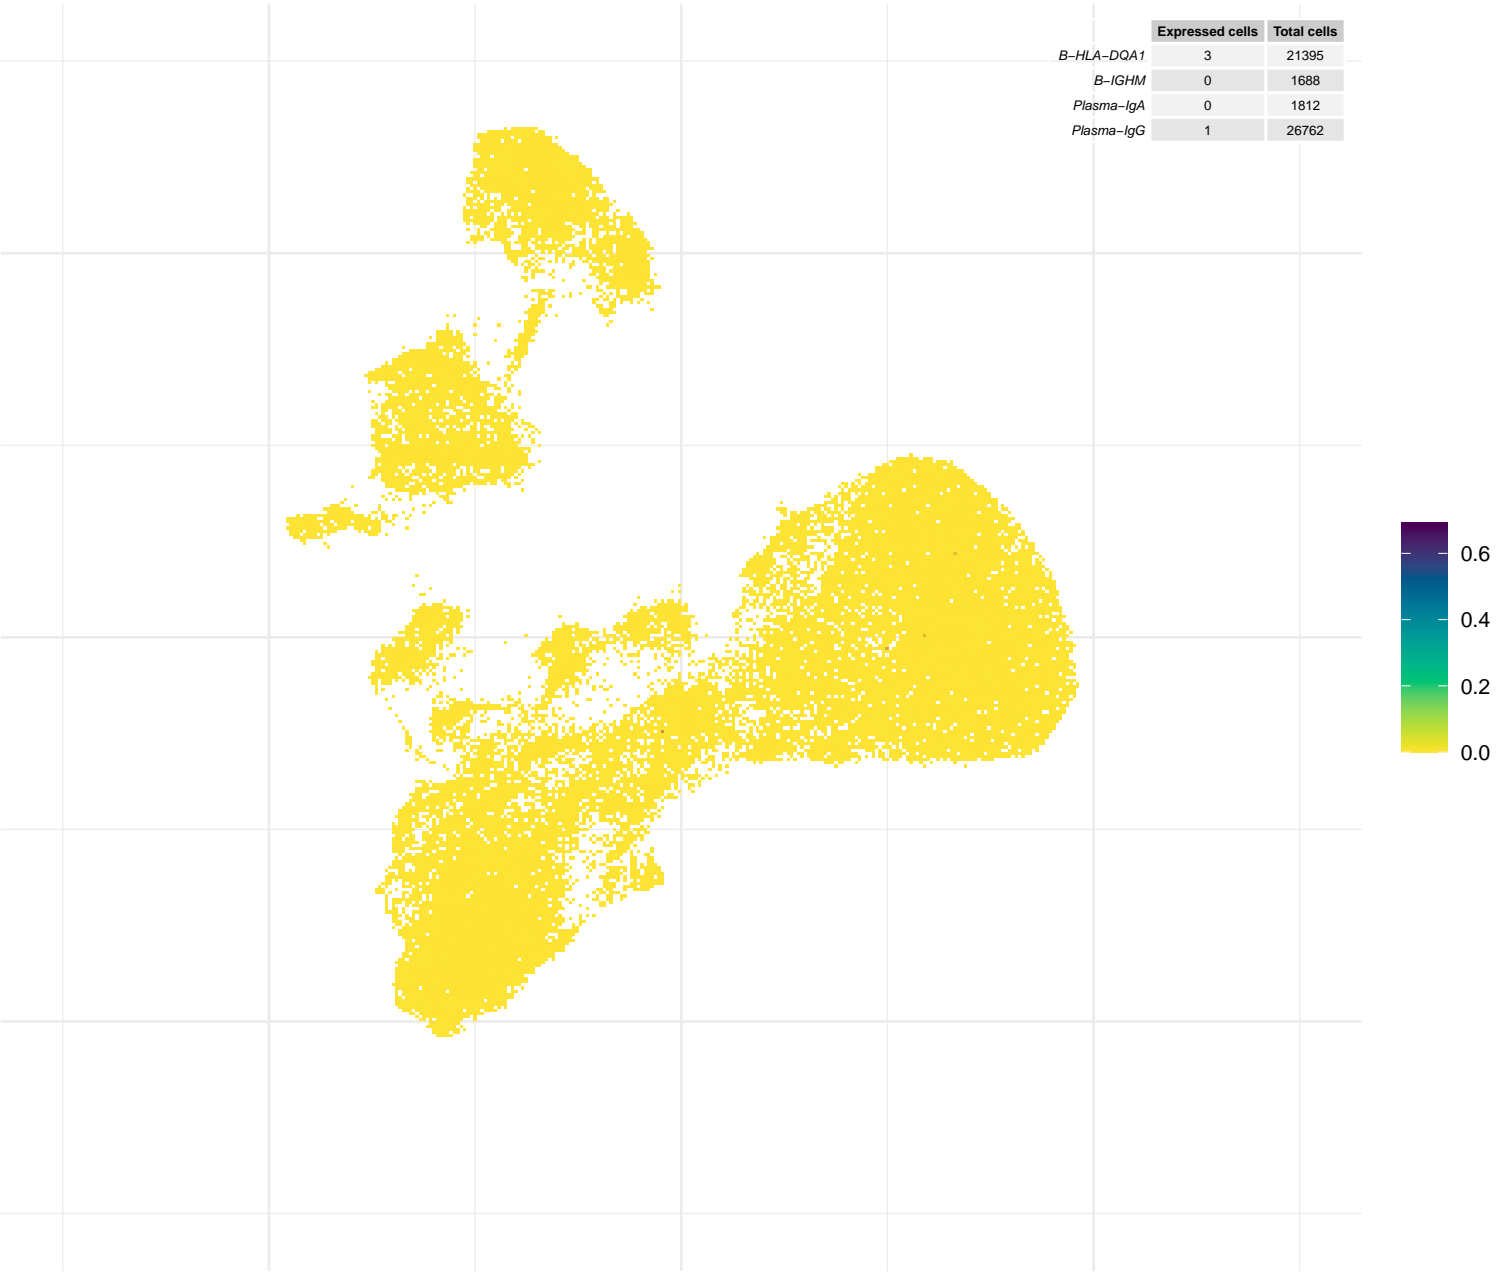 Expressed cells Total cells
B−HLA−DQA1 3 21395
B−IGHM 0 1688
Plasma−IgA 0 1812
Plasma−IgG 1 26762
0.6
0.4
0.2
0.0